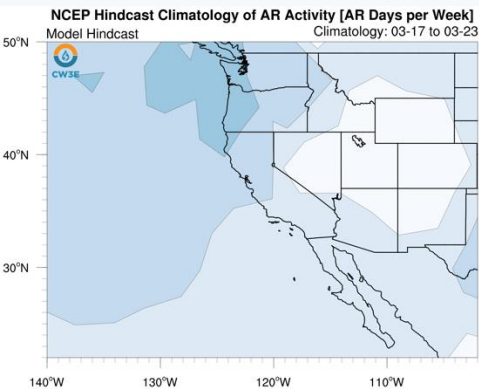 NCEP Hindcast Climatology of AR Activity [AR Days per Week]
Model Hindcast
Climatology: 03-17 to 03-23
50°N
CW3E
40°N
30°N
140°W
130°W
120°W
110°W